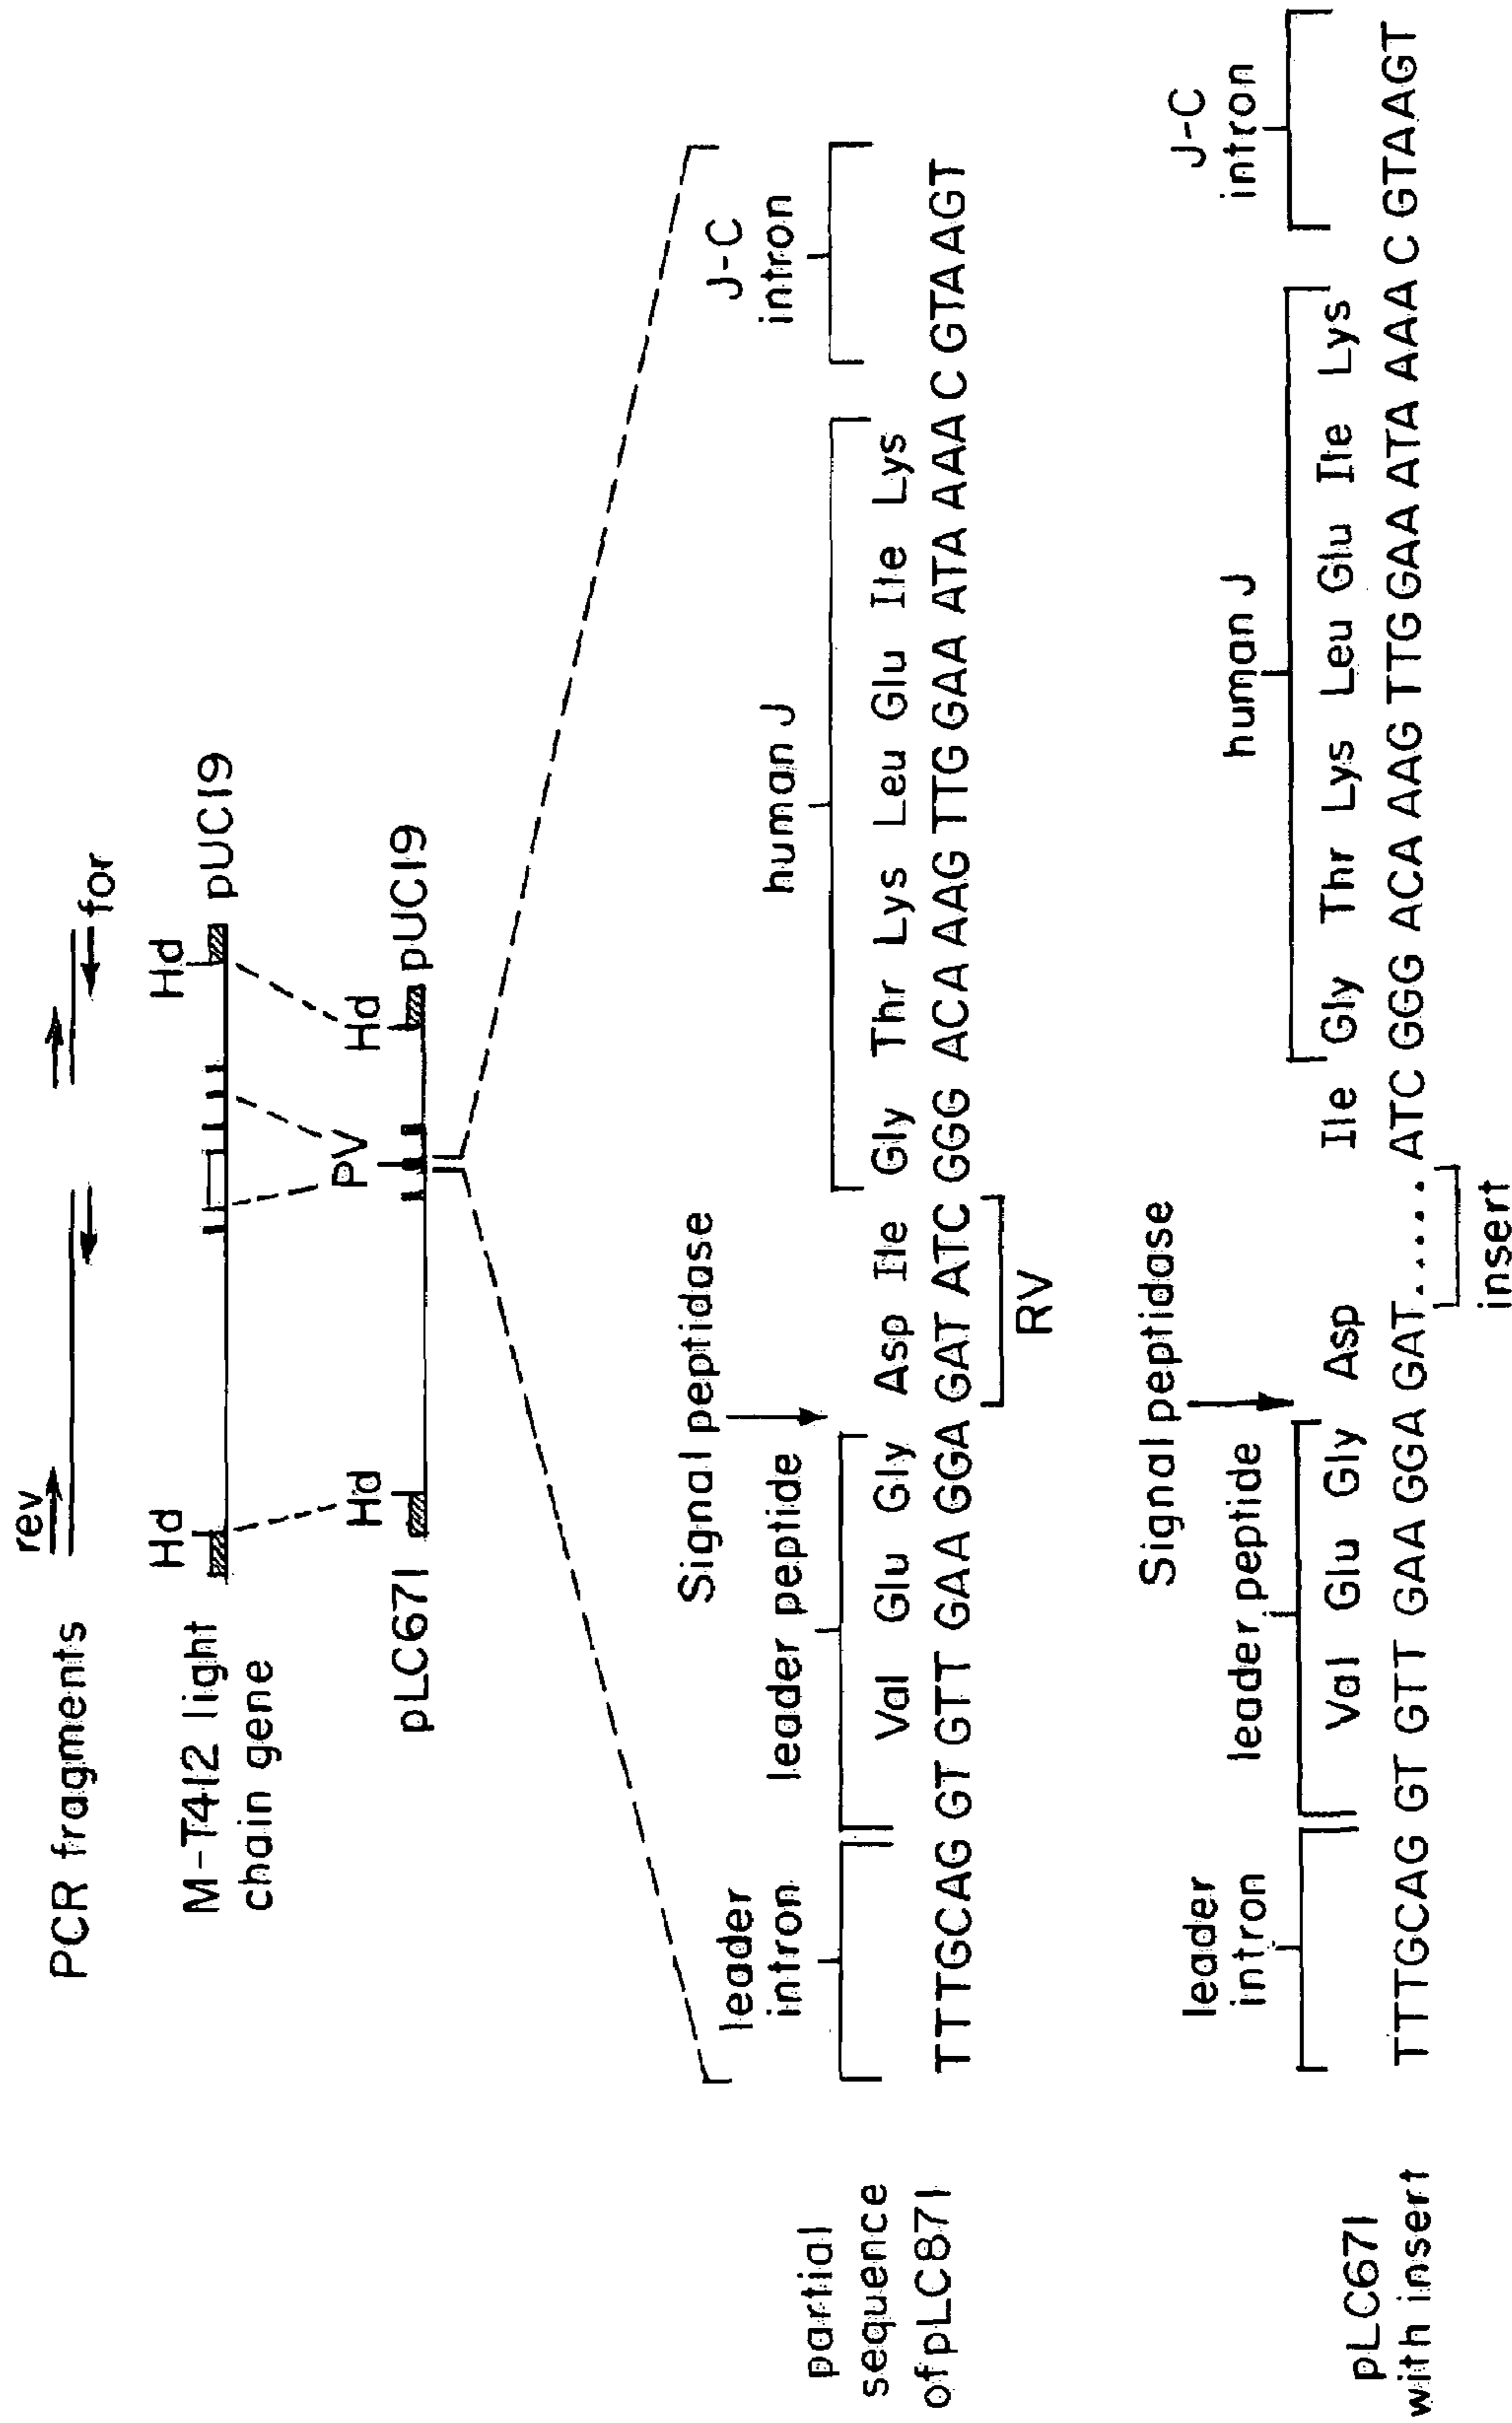 PCR fragments
rev
for
M-T412 light
chain gene
Hd
Hd
pUC19
pLC671
Hd
PV
Hd
pUC19
Signal peptidase
leader
intron
leader peptide
human J
J-C
intron
Val Glu Gly Asp Ile Gly Thr Lys Leu Glu Ile Lys
partial
sequence
of pLC871
TTTGCAG GT GTT GAA GGA GAT ATC GGG ACA AAG TTG GAA ATA AAA C GTAAGT
RV
Signal peptidase
leader
intron
leader peptide
human J
J-C
intron
Val Glu Gly Asp Ile Gly Thr Lys Leu Glu Ile Lys
pLC671
with insert
TTTGCAG GT GTT GAA GGA GAT......ATC GGG ACA AAG TTG GAA ATA AAA C GTAAGT
insert